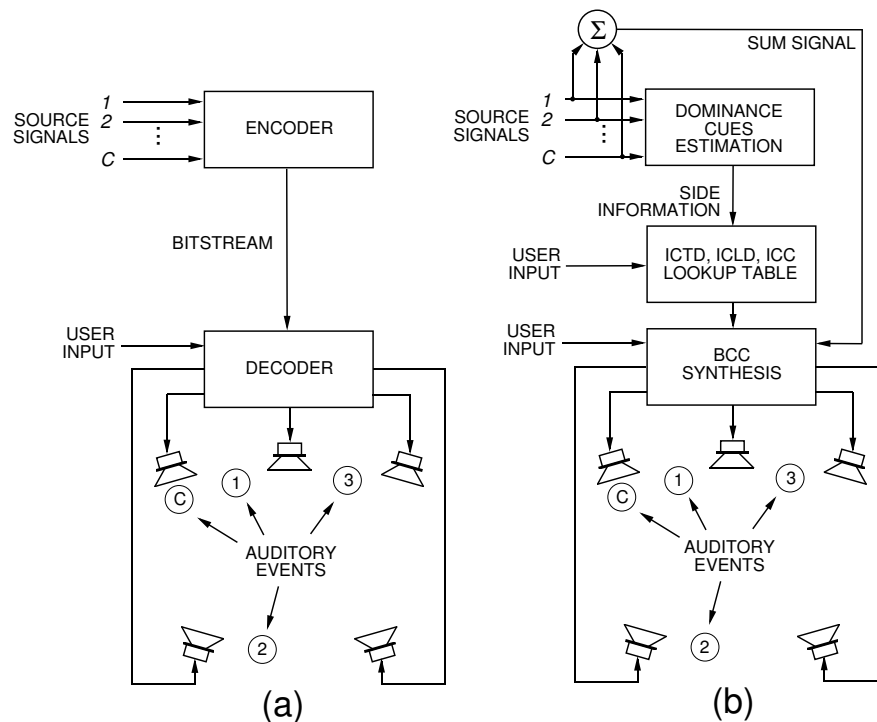 SOURCE
SIGNALS
1
2
⋮
C
ENCODER
BITSTREAM
USER
INPUT
DECODER
C
1
3
AUDITORY
EVENTS
2
(a)
Σ
SUM SIGNAL
SOURCE
SIGNALS
1
2
⋮
C
DOMINANCE
CUES
ESTIMATION
SIDE
INFORMATION
USER
INPUT
ICTD, ICLD, ICC
LOOKUP TABLE
USER
INPUT
BCC
SYNTHESIS
C
1
3
AUDITORY
EVENTS
2
(b)